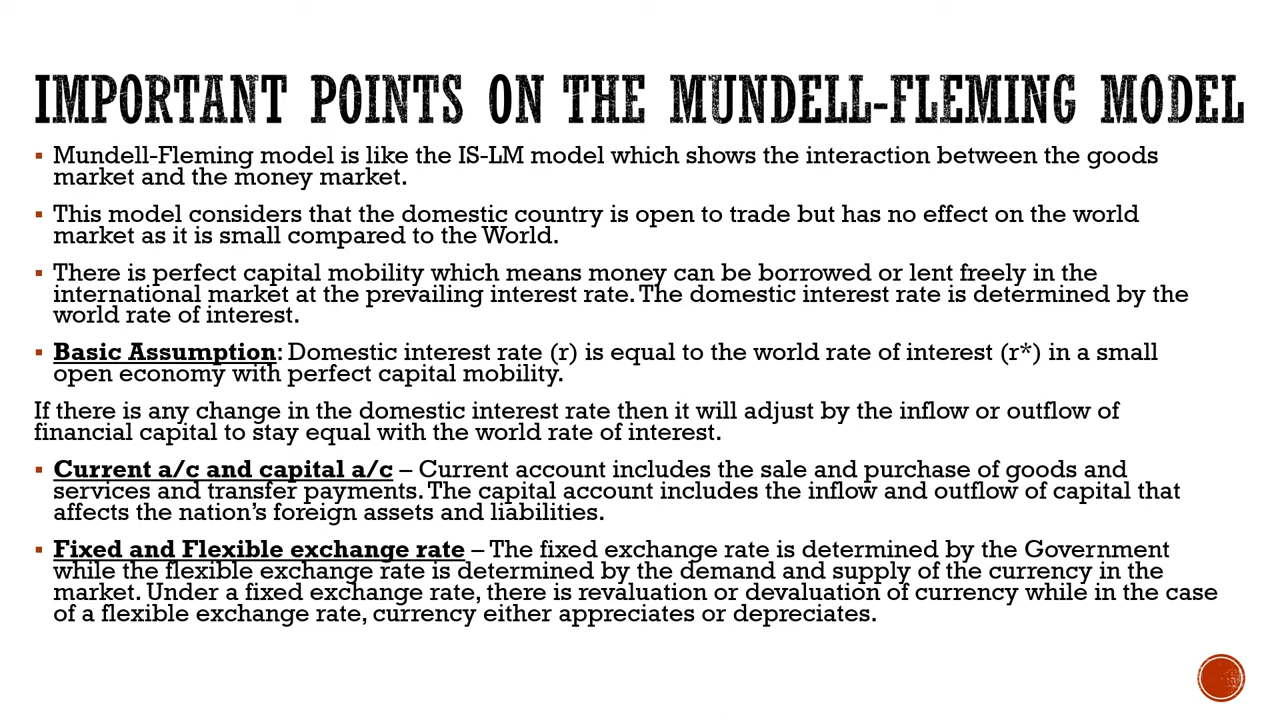 IMPORTANT POINTS ON THE MUNDELL-FLEMING MODEL
▪ Mundell-Fleming model is like the IS-LM model which shows the interaction between the goods
market and the money market.
▪ This model considers that the domestic country is open to trade but has no effect on the world
market as it is small compared to the World.
▪ There is perfect capital mobility which means money can be borrowed or lent freely in the
international market at the prevailing interest rate. The domestic interest rate is determined by the
world rate of interest.
▪ Basic Assumption: Domestic interest rate (r) is equal to the world rate of interest (r*) in a small
open economy with perfect capital mobility.
If there is any change in the domestic interest rate then it will adjust by the inflow or outflow of
financial capital to stay equal with the world rate of interest.
▪ Current a/c and capital a/c – Current account includes the sale and purchase of goods and
services and transfer payments. The capital account includes the inflow and outflow of capital that
affects the nation’s foreign assets and liabilities.
▪ Fixed and Flexible exchange rate – The fixed exchange rate is determined by the Government
while the flexible exchange rate is determined by the demand and supply of the currency in the
market. Under a fixed exchange rate, there is revaluation or devaluation of currency while in the case
of a flexible exchange rate, currency either appreciates or depreciates.